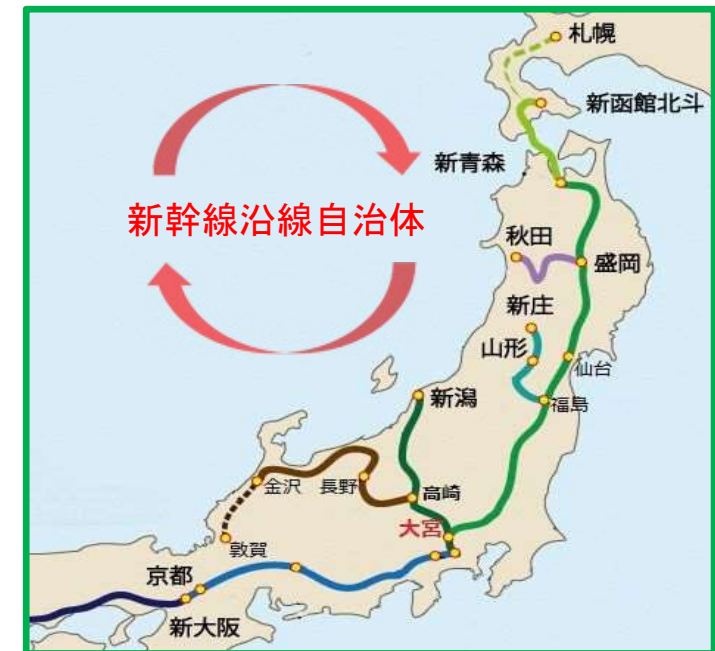 札幌
新函館北斗
新青森
新幹線沿線自治体
秋田
盛岡
新庄
山形
仙台
新潟
福島
金沢
長野
高崎
大宮
敦賀
京都
新大阪